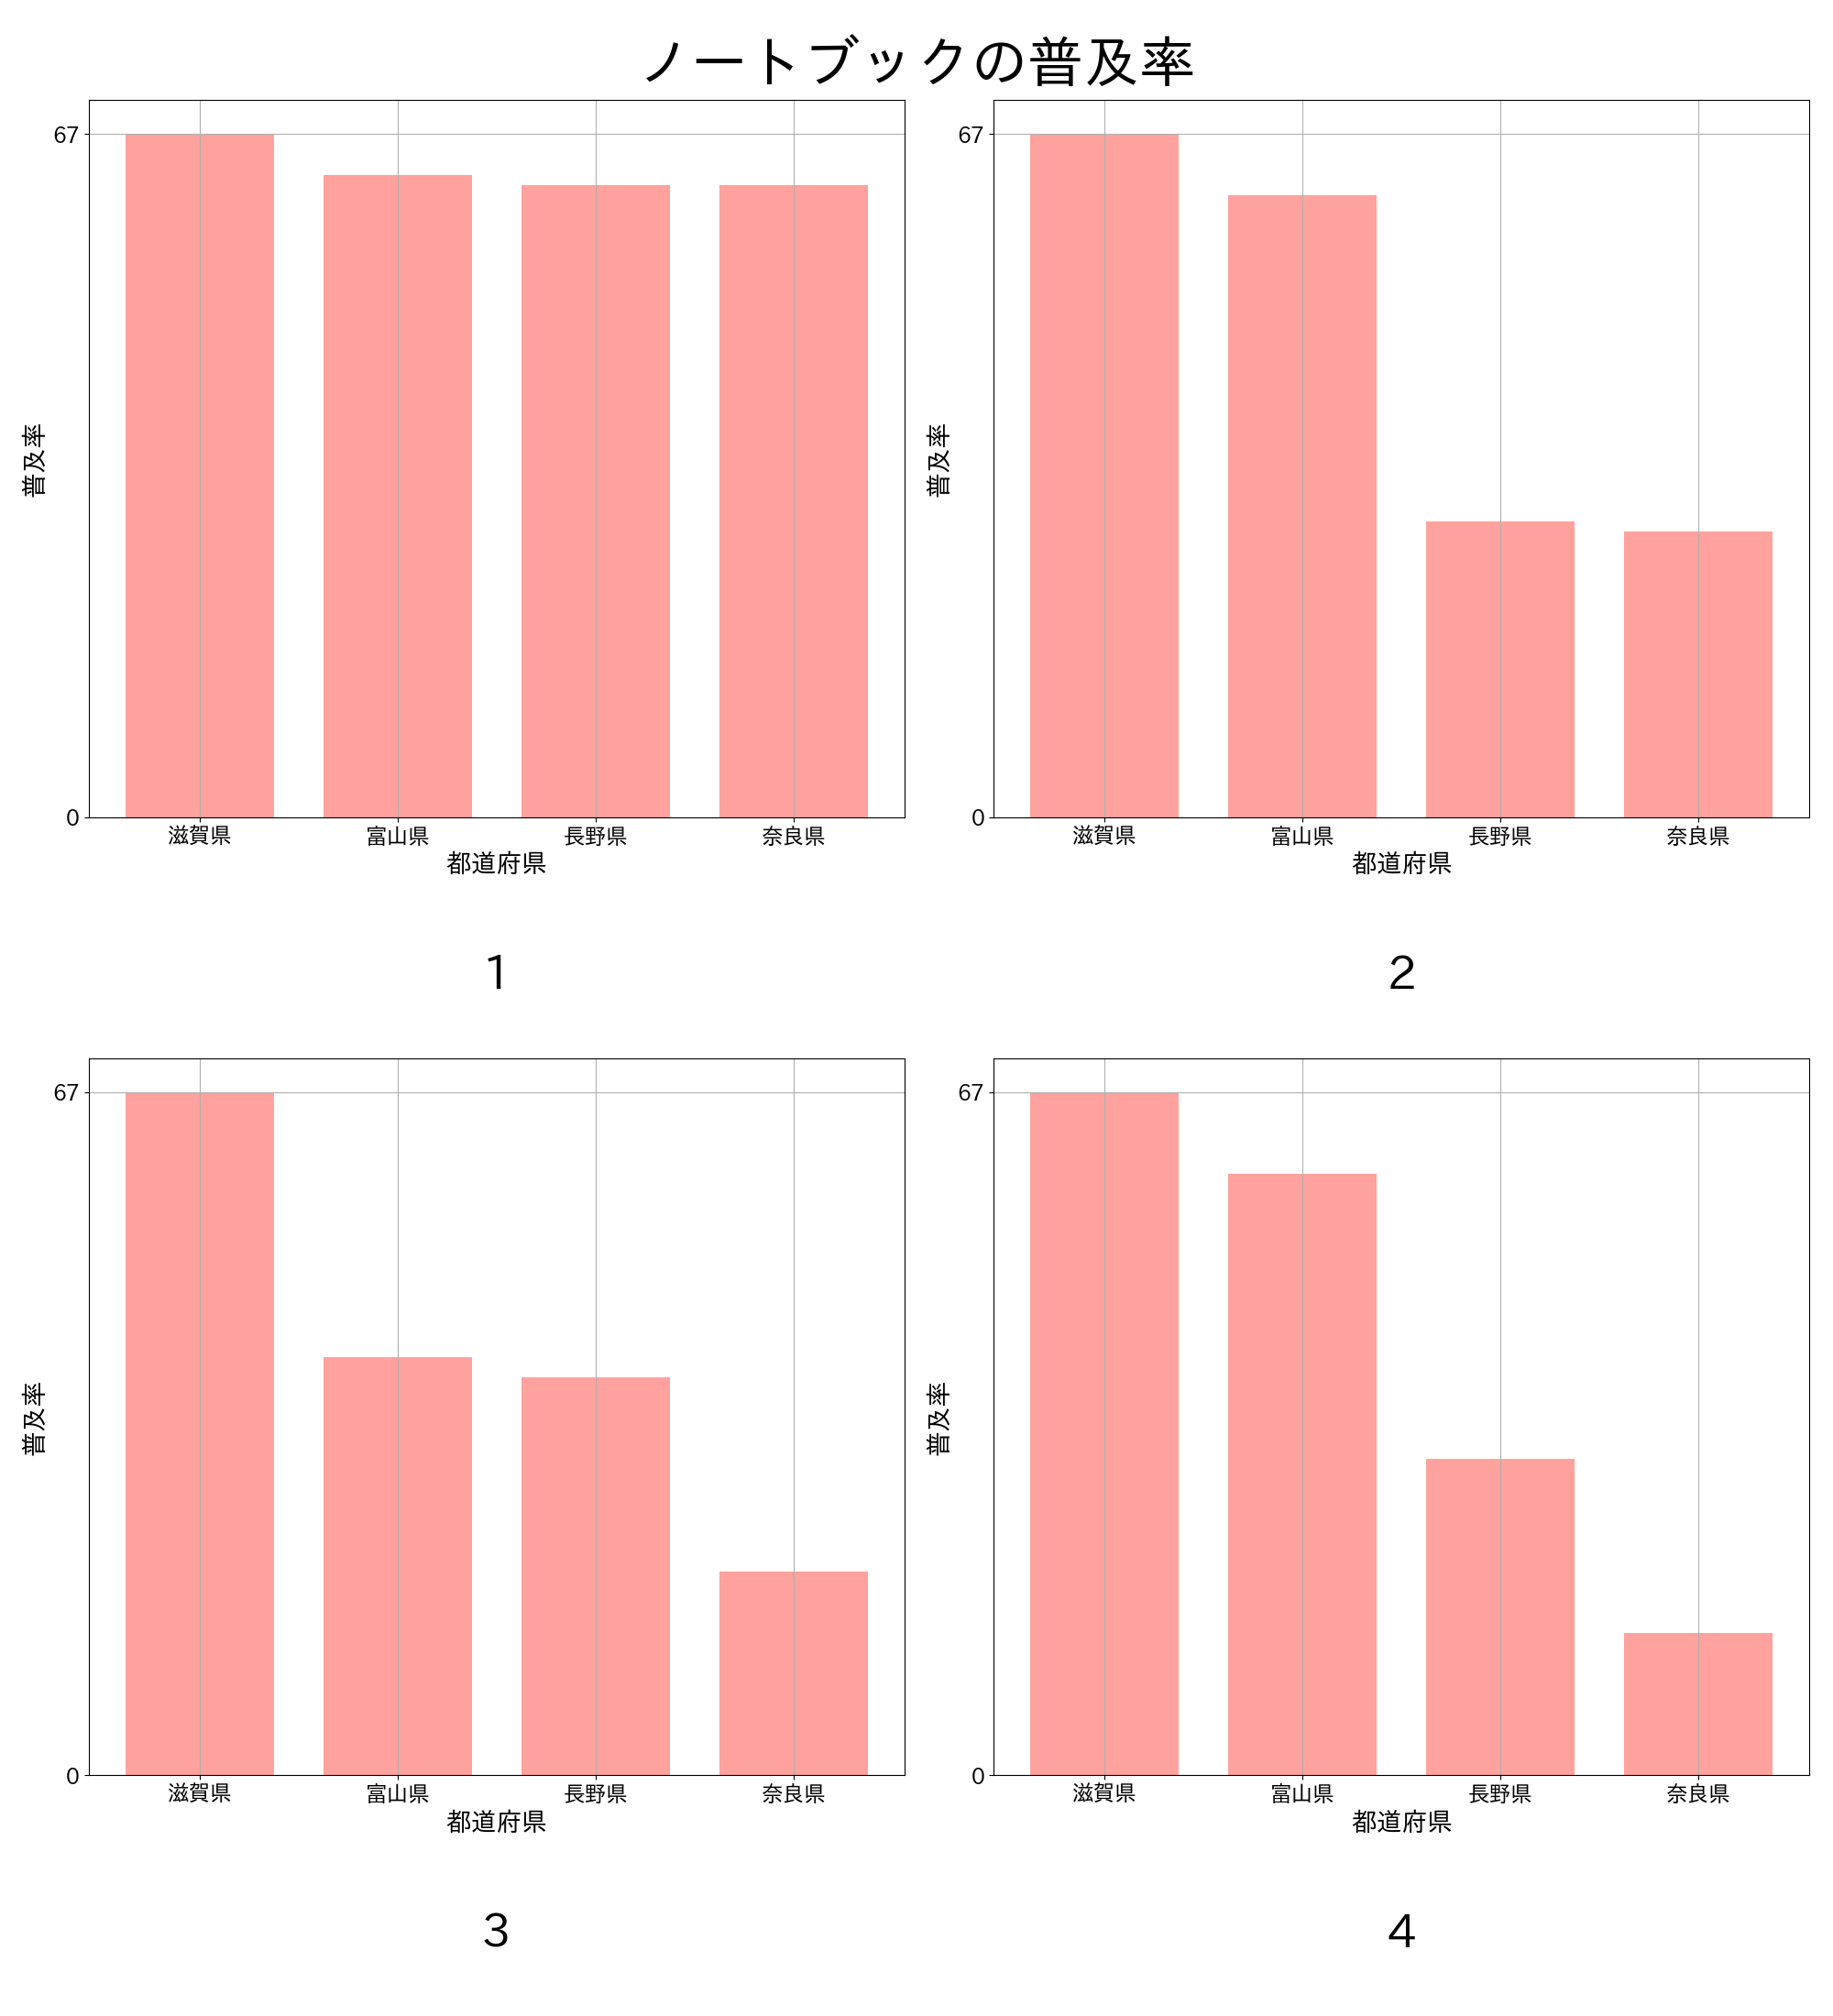 ノートブックの普及率
67
0
普及率
滋賀県 富山県 長野県 奈良県
都道府県
1
67
0
普及率
滋賀県 富山県 長野県 奈良県
都道府県
2
67
0
普及率
滋賀県 富山県 長野県 奈良県
都道府県
3
67
0
普及率
滋賀県 富山県 長野県 奈良県
都道府県
4